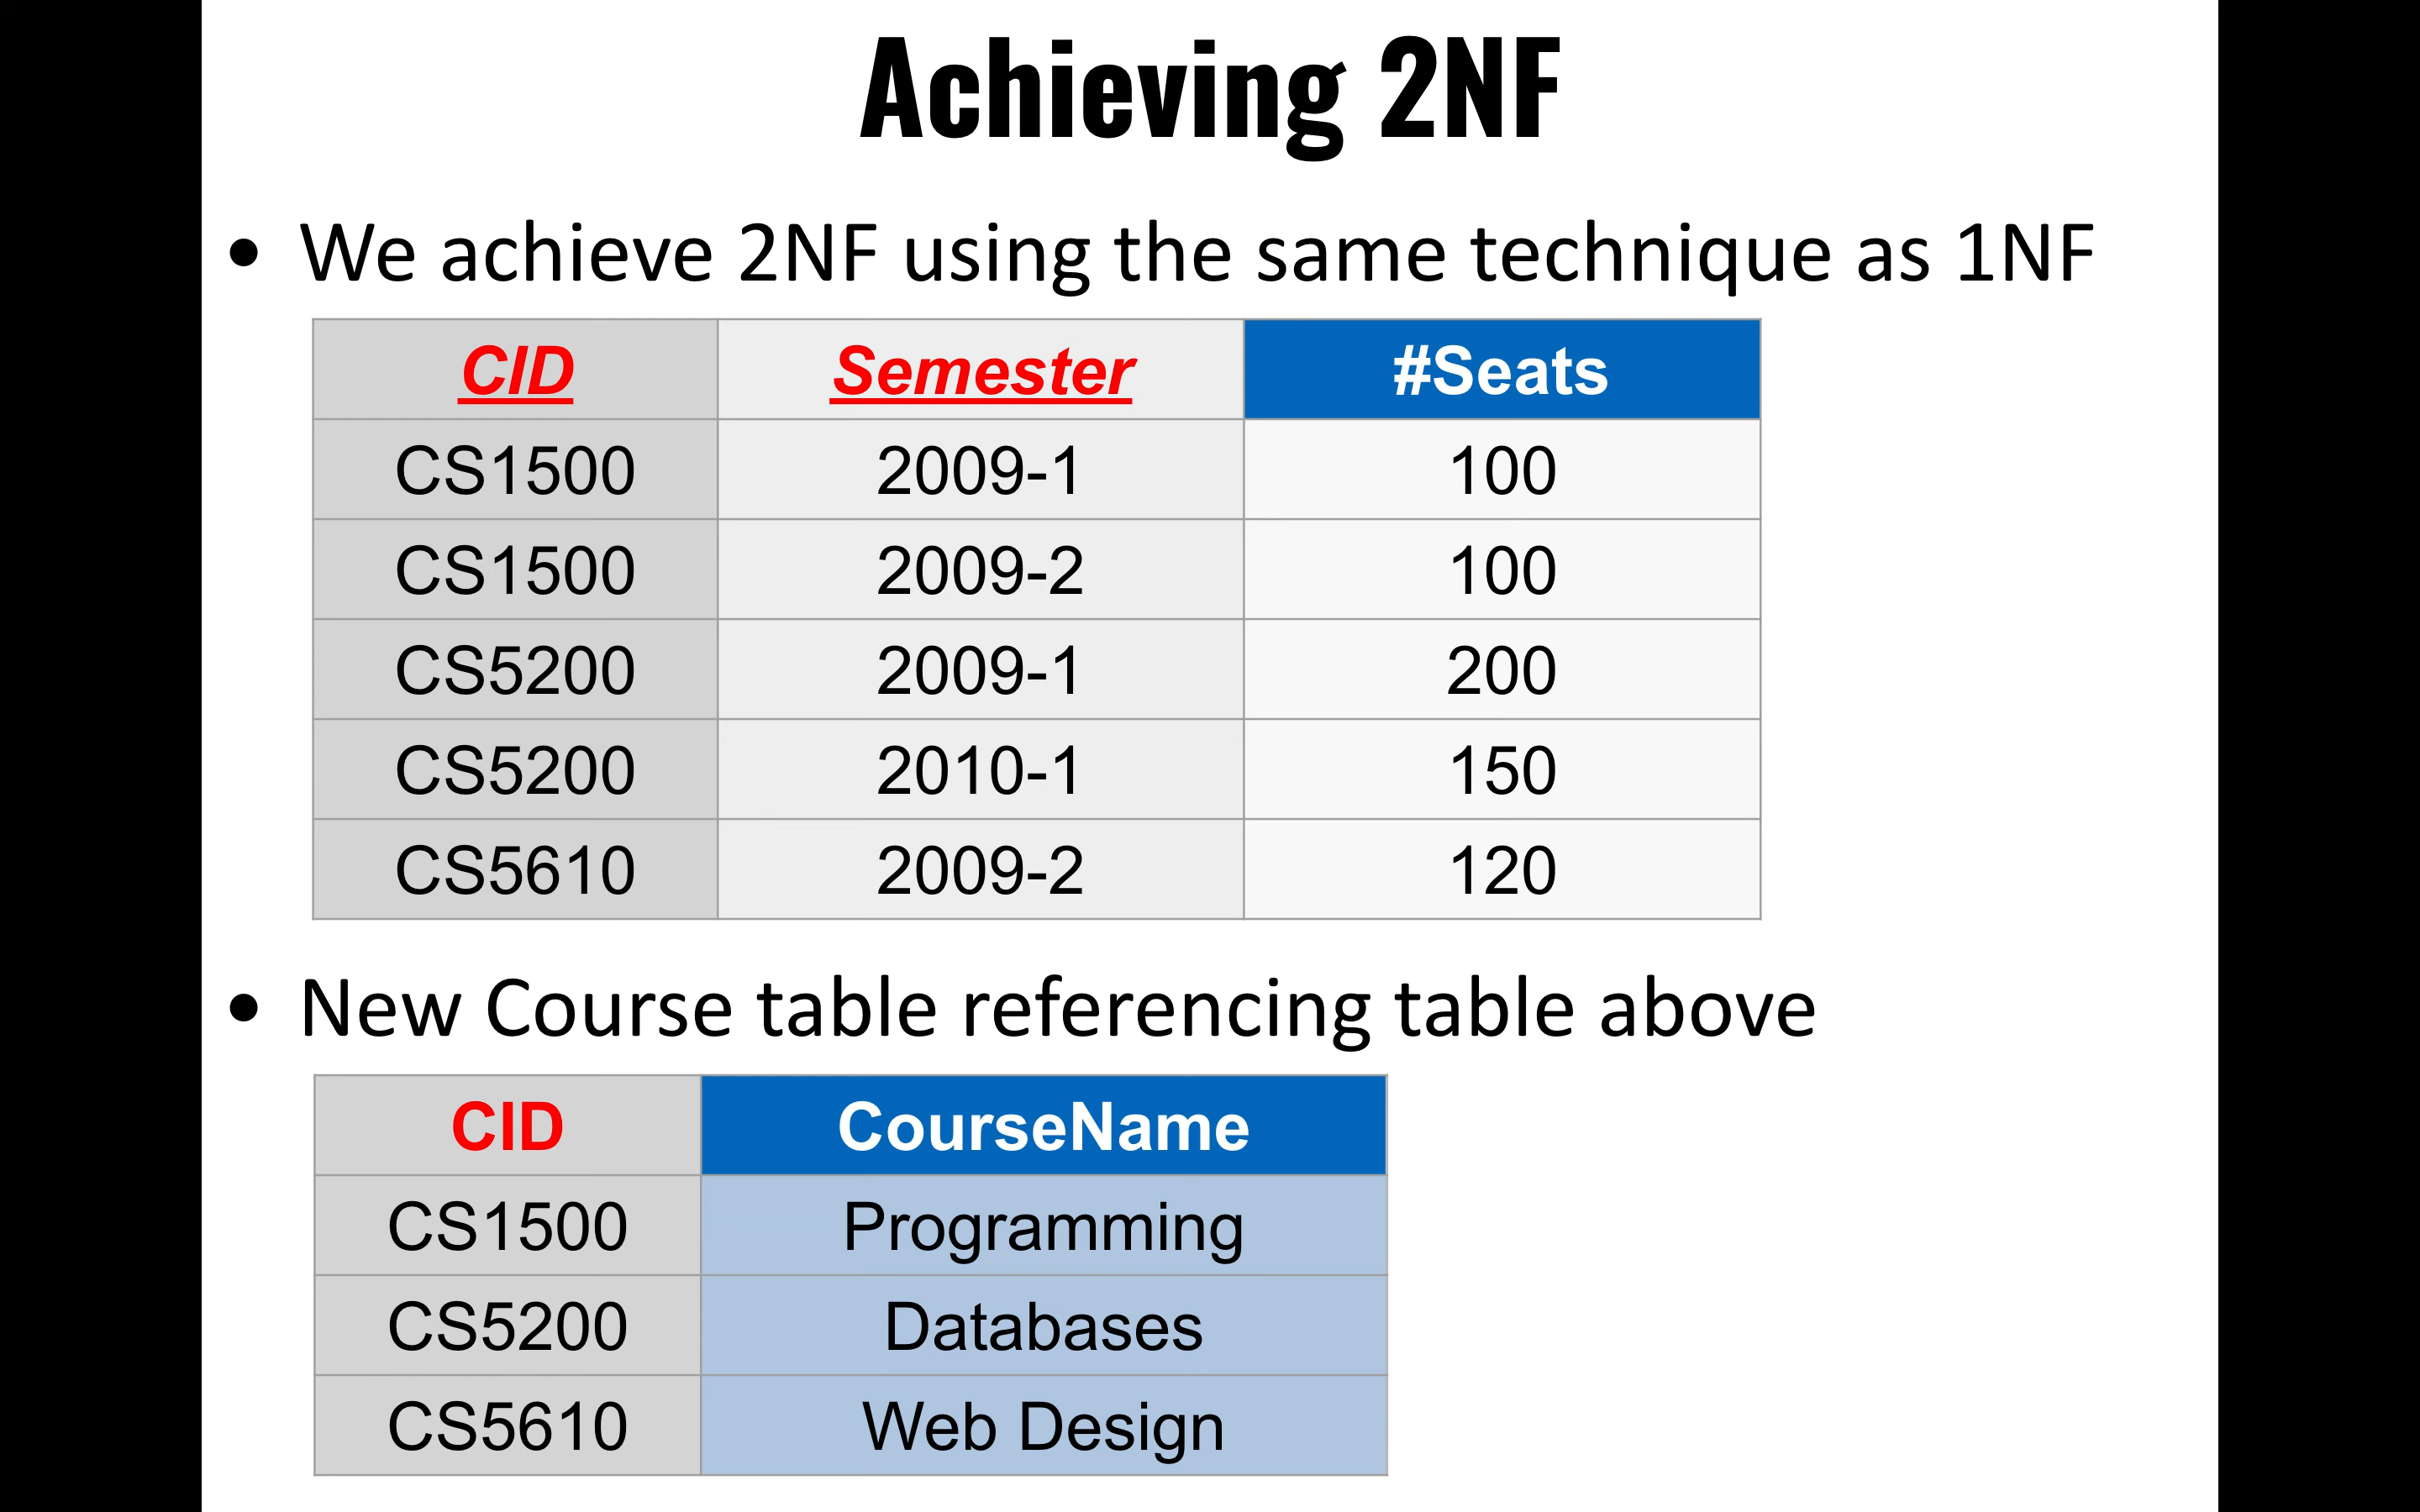 Achieving 2NF
• We achieve 2NF using the same technique as 1NF
CID Semester #Seats
CS1500 2009-1 100
CS1500 2009-2 100
CS5200 2009-1 200
CS5200 2010-1 150
CS5610 2009-2 120
• New Course table referencing table above
CID CourseName
CS1500 Programming
CS5200 Databases
CS5610 Web Design